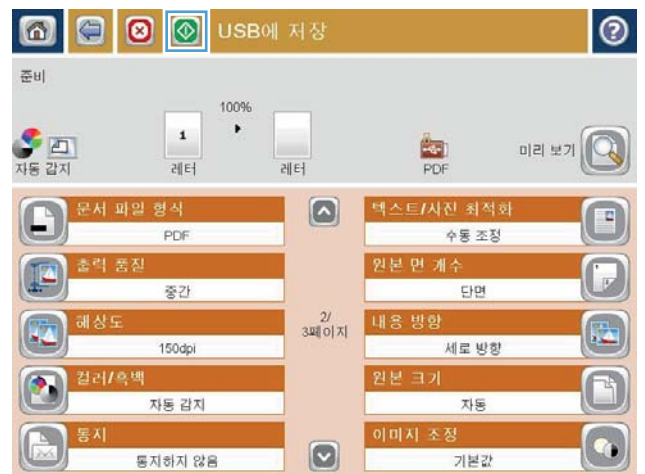 USB에 저장
준비
100%
1
자동 감지
레터
레터
PDF
미리 보기
문서 파일 형식
PDF
텍스트/사진 최적화
수동 조정
출력 품질
중간
원본 면 개수
단면
해상도
150dpi
2/
3페이지
내용 방향
세로 방향
컬러/흑백
자동 감지
원본 크기
자동
통지
통지하지 않음
이미지 조정
기본값